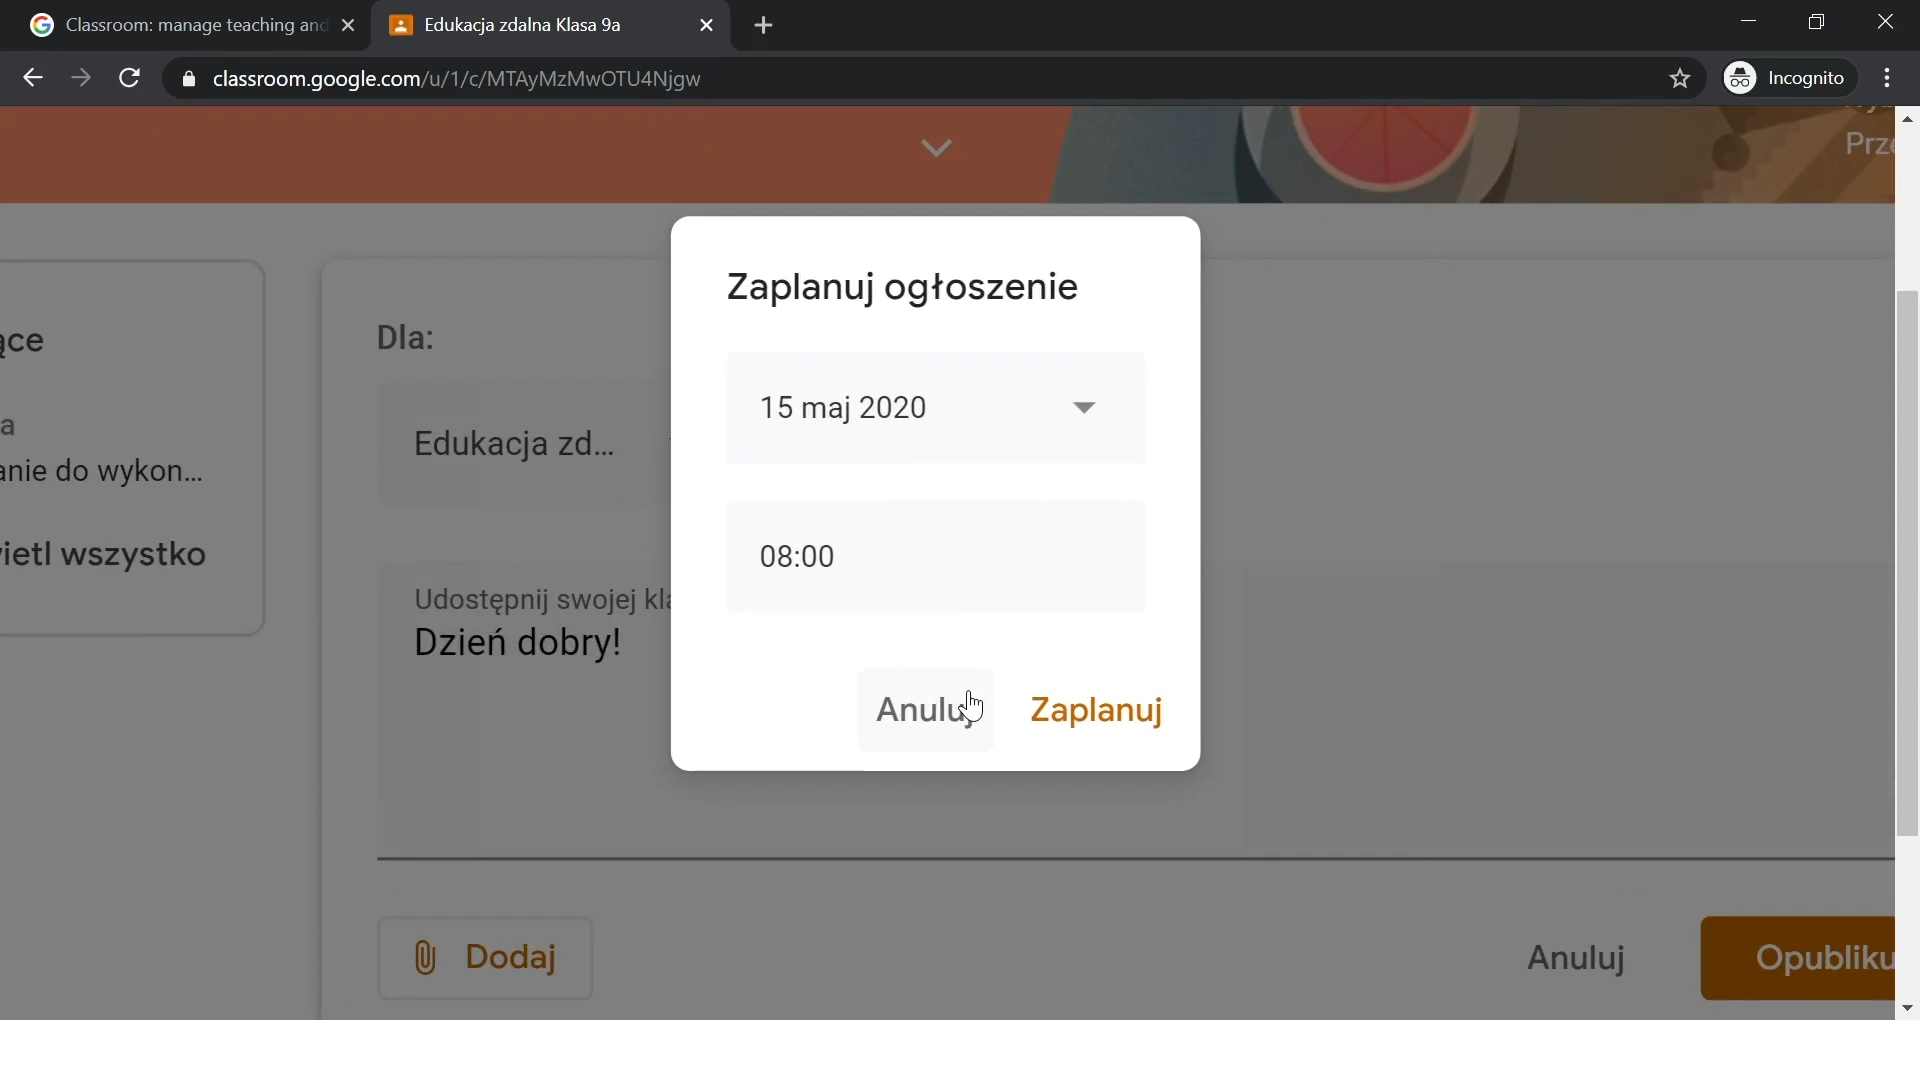 Classroom: manage teaching and
Edukacja zdalna Klasa 9a
classroom.google.com/u/1/c/MTAyMzMwOTU4Njgw
Incognito
Prze
Zaplanuj ogłoszenie
ące
Dla:
15 maj 2020
a
Edukacja zd...
anie do wykon...
08:00
ietl wszystko
Udostępnij swojej kla
Dzień dobry!
Anuluj
Zaplanuj
Dodaj
Anuluj
Opubliku